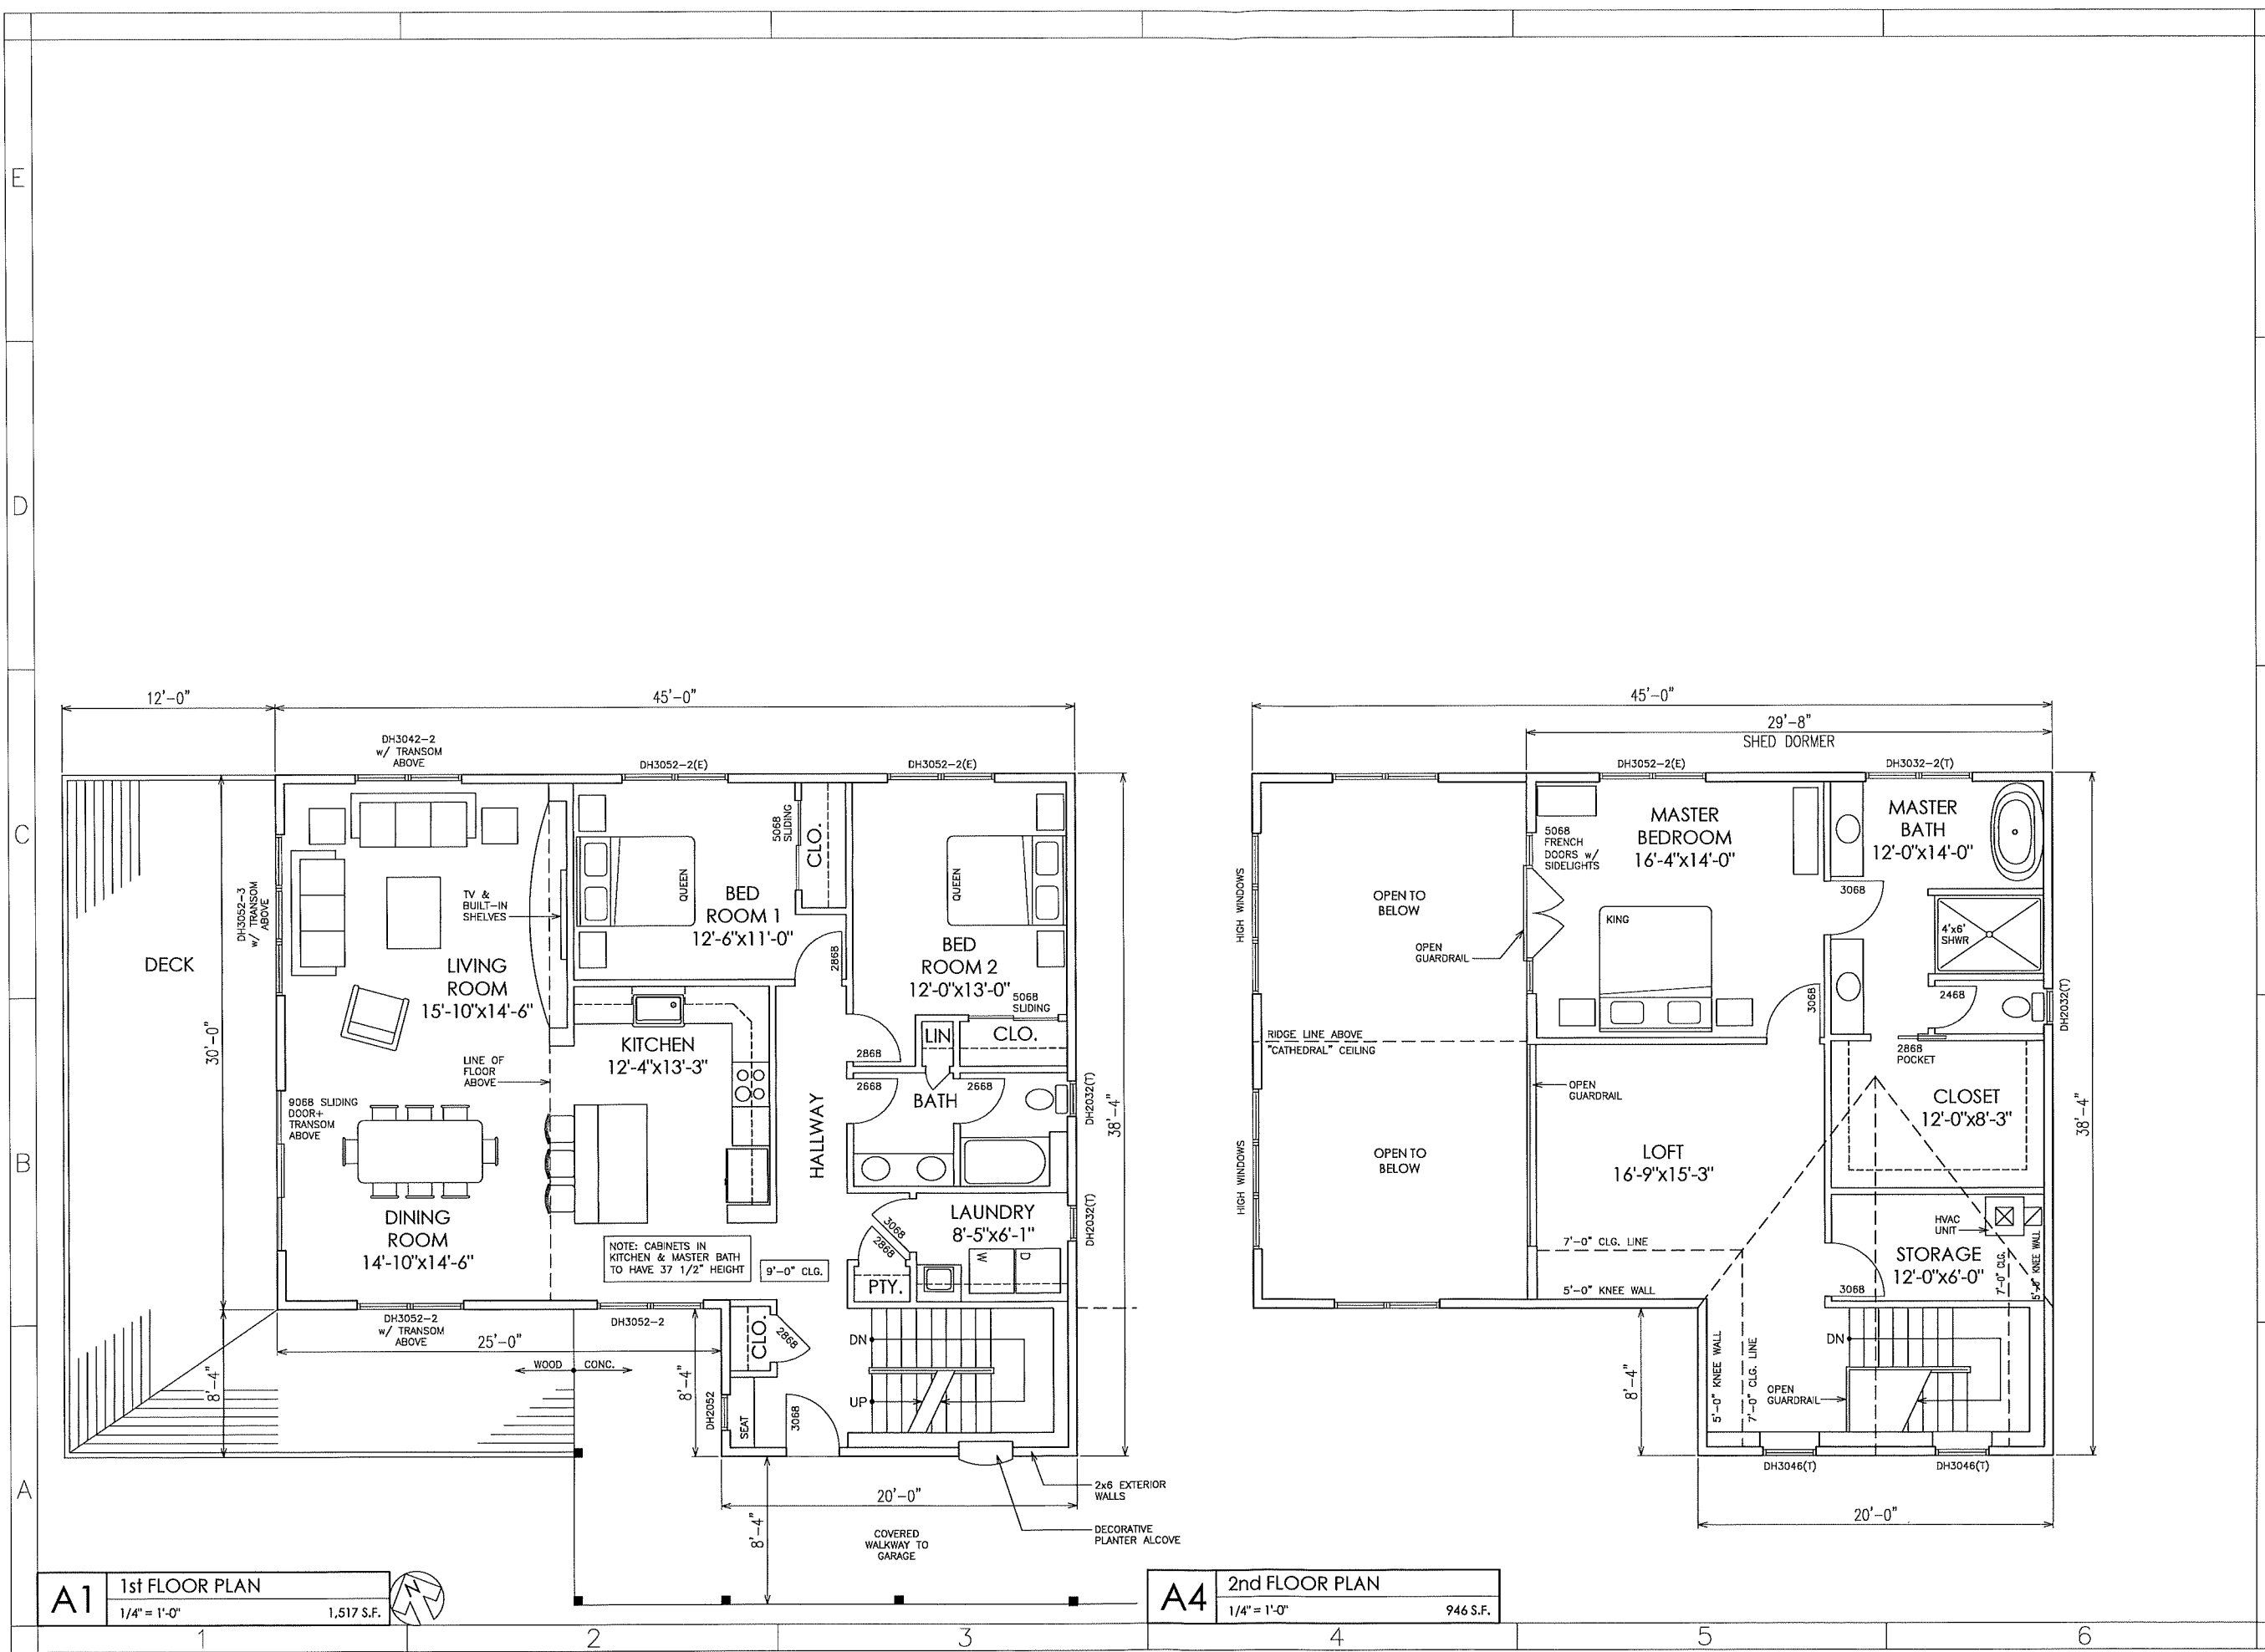 E
D
C
B
A
12'-0"
45'-0"
DH3042-2
w/ TRANSOM
ABOVE
DH3052-2(E)
DH3052-2(E)
5068
SLIDING
CLO.
QUEEN
BED
ROOM 1
12'-6"x11'-0"
2868
QUEEN
BED
ROOM 2
12'-0"x13'-0"
5068
SLIDING
CLO.
LIN
2868
DH3052-3
w/ TRANSOM
ABOVE
TV &
BUILT-IN
SHELVES
DECK
LIVING
ROOM
15'-10"x14'-6"
30'-0"
KITCHEN
12'-4"x13'-3"
LINE OF
FLOOR
ABOVE
9068 SLIDING
DOOR+
TRANSOM
ABOVE
HALLWAY
2668
BATH
2668
DH2032(T)
38'-4"
DINING
ROOM
14'-10"x14'-6"
LAUNDRY
8'-5"x6'-1"
3068
2868
W
D
DH2032(T)
NOTE: CABINETS IN
KITCHEN & MASTER BATH
TO HAVE 37 1/2" HEIGHT
9'-0" CLG.
PTY.
DH3052-2
w/ TRANSOM
ABOVE
DH3052-2
25'-0"
WOOD
CONC.
8'-4"
8'-4"
CLO.
2868
DN
UP
DH2052
SEAT
3068
20'-0"
8'-4"
2x6 EXTERIOR
WALLS
DECORATIVE
PLANTER ALCOVE
COVERED
WALKWAY TO
GARAGE
A1
1st FLOOR PLAN
1/4" = 1'-0"
1,517 S.F.
N
45'-0"
29'-8"
SHED DORMER
DH3052-2(E)
DH3032-2(T)
MASTER
BEDROOM
16'-4"x14'-0"
MASTER
BATH
12'-0"x14'-0"
5068
FRENCH
DOORS w/
SIDELIGHTS
3068
HIGH WINDOWS
OPEN TO
BELOW
KING
OPEN
GUARDRAIL
4'x6'
SHWR
3068
2468
DH2032(T)
RIDGE LINE ABOVE
"CATHEDRAL" CEILING
2868
POCKET
OPEN
GUARDRAIL
CLOSET
12'-0"x8'-3"
38'-4"
HIGH WINDOWS
OPEN TO
BELOW
LOFT
16'-9"x15'-3"
HVAC
UNIT
7'-0" CLG. LINE
STORAGE
12'-0"x6'-0"
7'-0" CLG.
5'-0" KNEE WALL
5'-0" KNEE WALL
3068
8'-4"
5'-0" KNEE WALL
7'-0" CLG. LINE
DN
OPEN
GUARDRAIL
DH3046(T)
DH3046(T)
20'-0"
A4
2nd FLOOR PLAN
1/4" = 1'-0"
946 S.F.
1
2
3
4
5
6